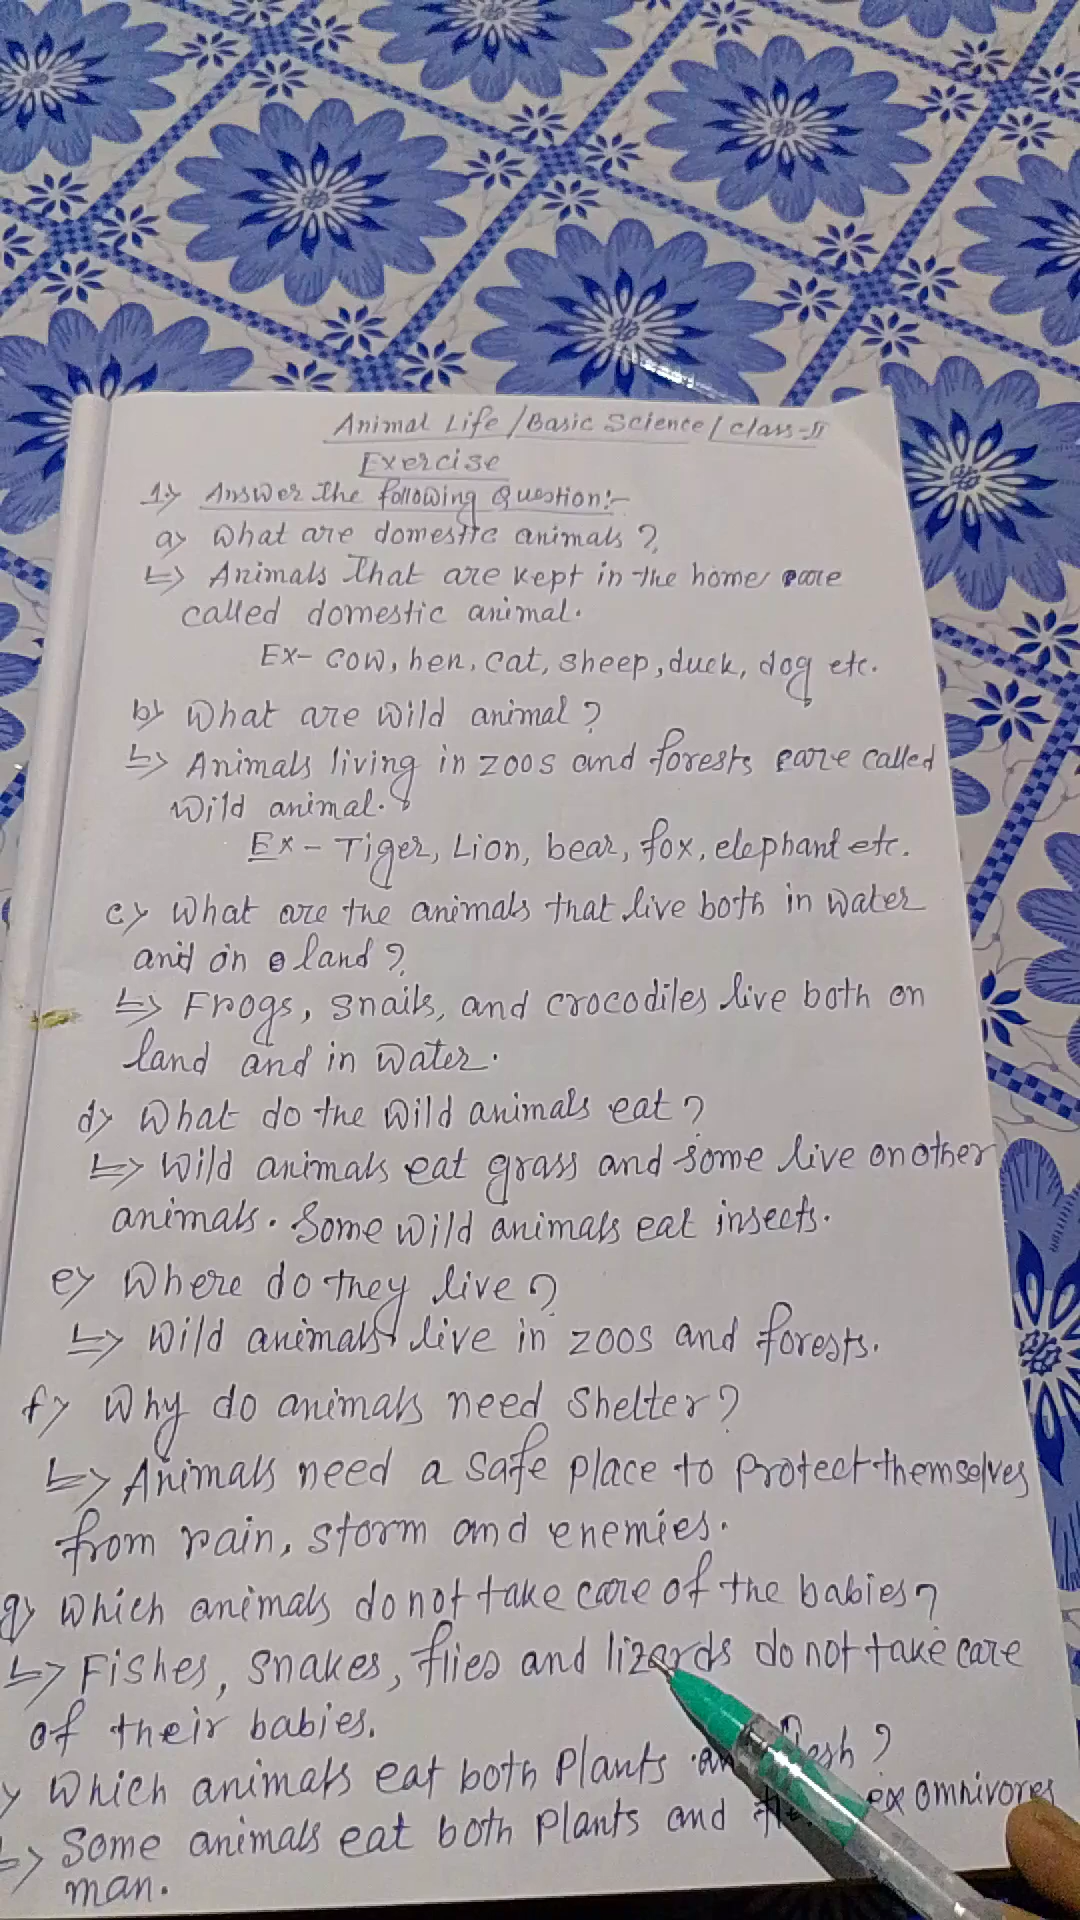 Animal Life/Basic Science/class-II
Exercise
1) Answer the following Question:-
a) What are domestic animals?
↳ Animals that are kept in the home are
called domestic animal.
Ex- cow, hen, cat, sheep, duck, dog etc.
b) What are wild animal?
↳ Animals living in zoos and forests are called
wild animal.
Ex- Tiger, Lion, bear, fox, elephant etc.
c) What are the animals that live both in water
and on land?
↳ Frogs, snails, and crocodiles live both on
land and in water.
d) What do the wild animals eat?
↳ Wild animals eat grass and some live on other
animals. Some wild animals eat insects.
e) Where do they live?
↳ Wild animals live in zoos and forests.
f) Why do animals need shelter?
↳ Animals need a safe place to protect themselves
from rain, storm and enemies.
g) Which animals do not take care of the babies?
↳ Fishes, snakes, flies and lizards do not take care
of their babies.
Which animals eat both plants ?
↳ Some animals eat both plants and ex omnivores
man.